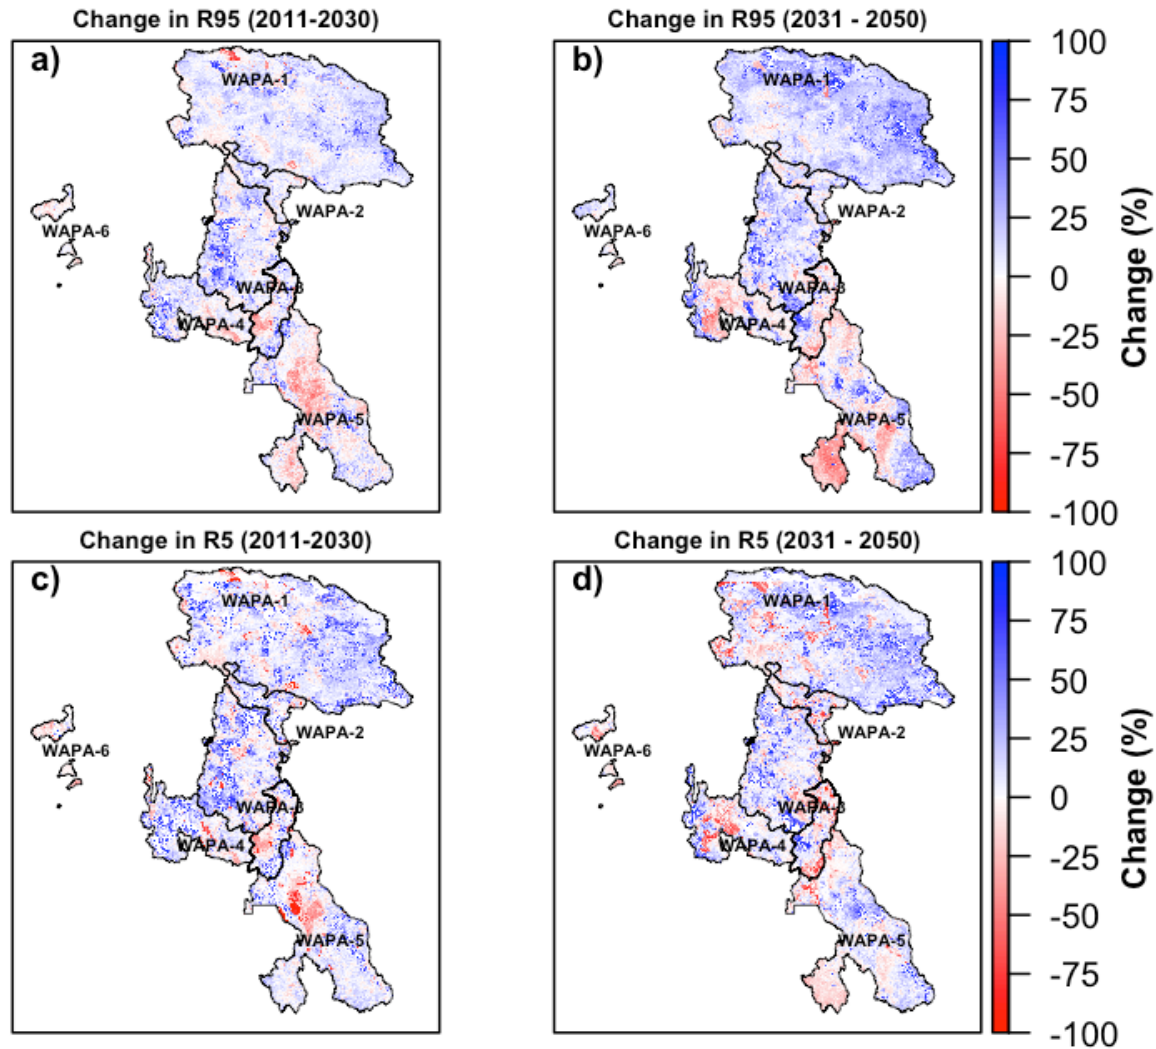 Change in R95 (2011-2030)
Change in R95 (2031 - 2050)
a)
WAPA-1
WAPA-2
WAPA-6
WAPA-3
WAPA-4
WAPA-5
b)
WAPA-1
WAPA-2
WAPA-6
WAPA-3
WAPA-4
WAPA-5
100
75
50
25
0
-25
-50
-75
-100
Change (%)
Change in R5 (2011-2030)
Change in R5 (2031 - 2050)
c)
WAPA-1
WAPA-2
WAPA-6
WAPA-3
WAPA-4
WAPA-5
d)
WAPA-1
WAPA-2
WAPA-6
WAPA-3
WAPA-4
WAPA-5
100
75
50
25
0
-25
-50
-75
-100
Change (%)